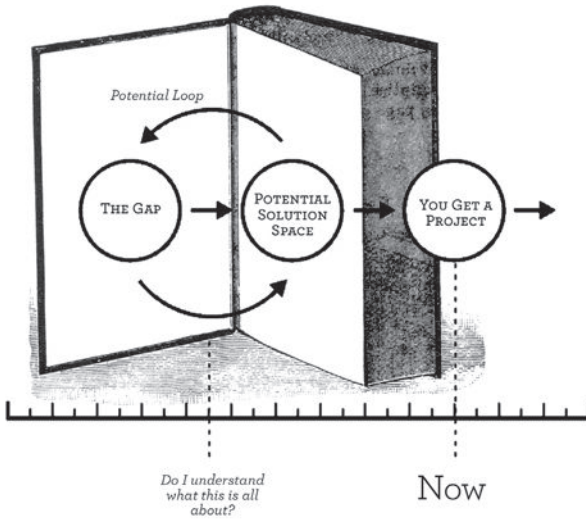 Potential Loop
The Gap
Potential
Solution
Space
You Get a
Project
Do I understand
what this is all
about?
Now